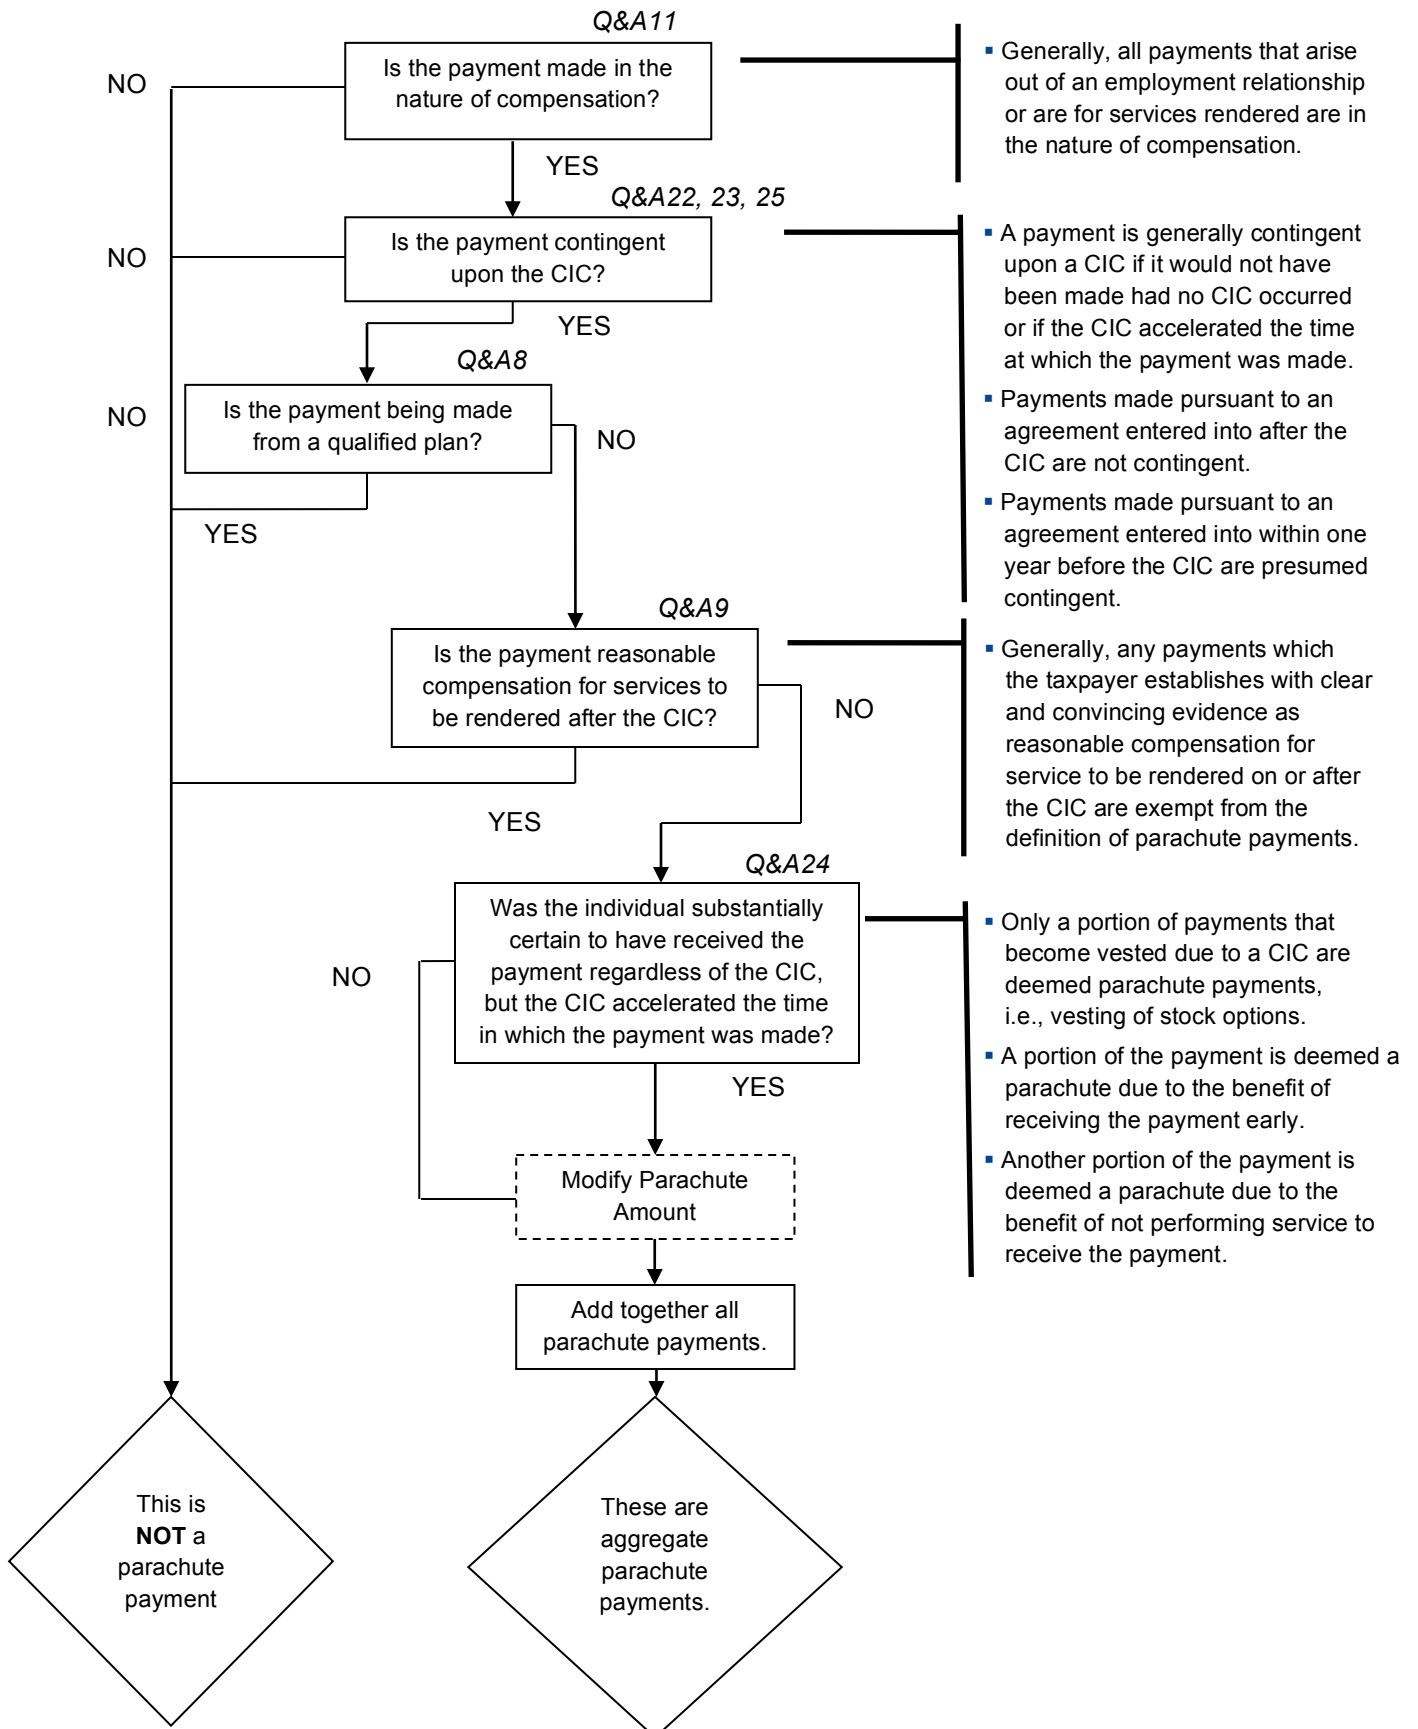 Q&A11
Is the payment made in the
nature of compensation?
NO
▪ Generally, all payments that arise
out of an employment relationship
or are for services rendered are in
the nature of compensation.
YES
Q&A22, 23, 25
Is the payment contingent
upon the CIC?
NO
▪ A payment is generally contingent
upon a CIC if it would not have
been made had no CIC occurred
or if the CIC accelerated the time
at which the payment was made.
▪ Payments made pursuant to an
agreement entered into after the
CIC are not contingent.
▪ Payments made pursuant to an
agreement entered into within one
year before the CIC are presumed
contingent.
YES
Q&A8
Is the payment being made
from a qualified plan?
NO
NO
YES
Q&A9
Is the payment reasonable
compensation for services to
be rendered after the CIC?
NO
▪ Generally, any payments which
the taxpayer establishes with clear
and convincing evidence as
reasonable compensation for
service to be rendered on or after
the CIC are exempt from the
definition of parachute payments.
YES
Q&A24
Was the individual substantially
certain to have received the
payment regardless of the CIC,
but the CIC accelerated the time
in which the payment was made?
NO
▪ Only a portion of payments that
become vested due to a CIC are
deemed parachute payments,
i.e., vesting of stock options.
▪ A portion of the payment is deemed a
parachute due to the benefit of
receiving the payment early.
▪ Another portion of the payment is
deemed a parachute due to the
benefit of not performing service to
receive the payment.
YES
Modify Parachute
Amount
Add together all
parachute payments.
This is
NOT a
parachute
payment
These are
aggregate
parachute
payments.